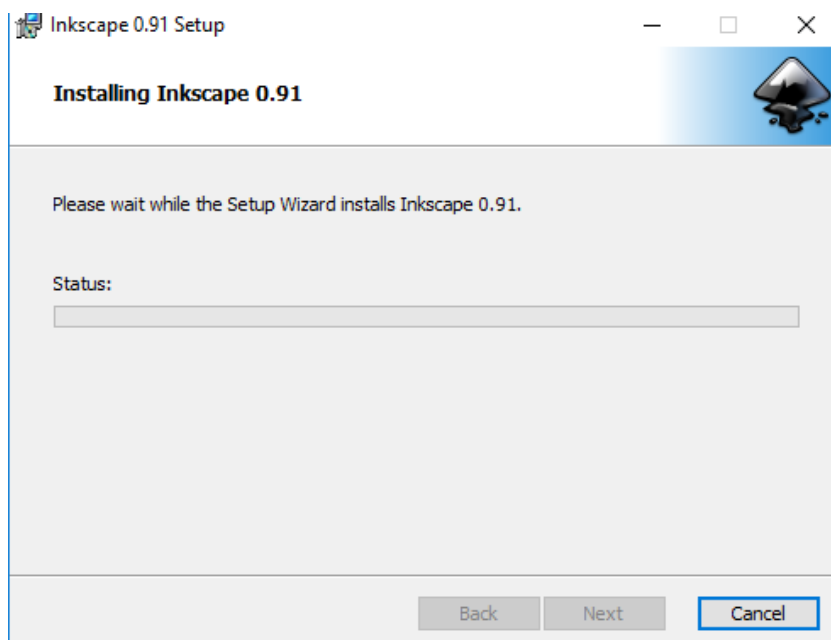 Inkscape 0.91 Setup
Installing Inkscape 0.91
Please wait while the Setup Wizard installs Inkscape 0.91.
Status:
Back Next Cancel